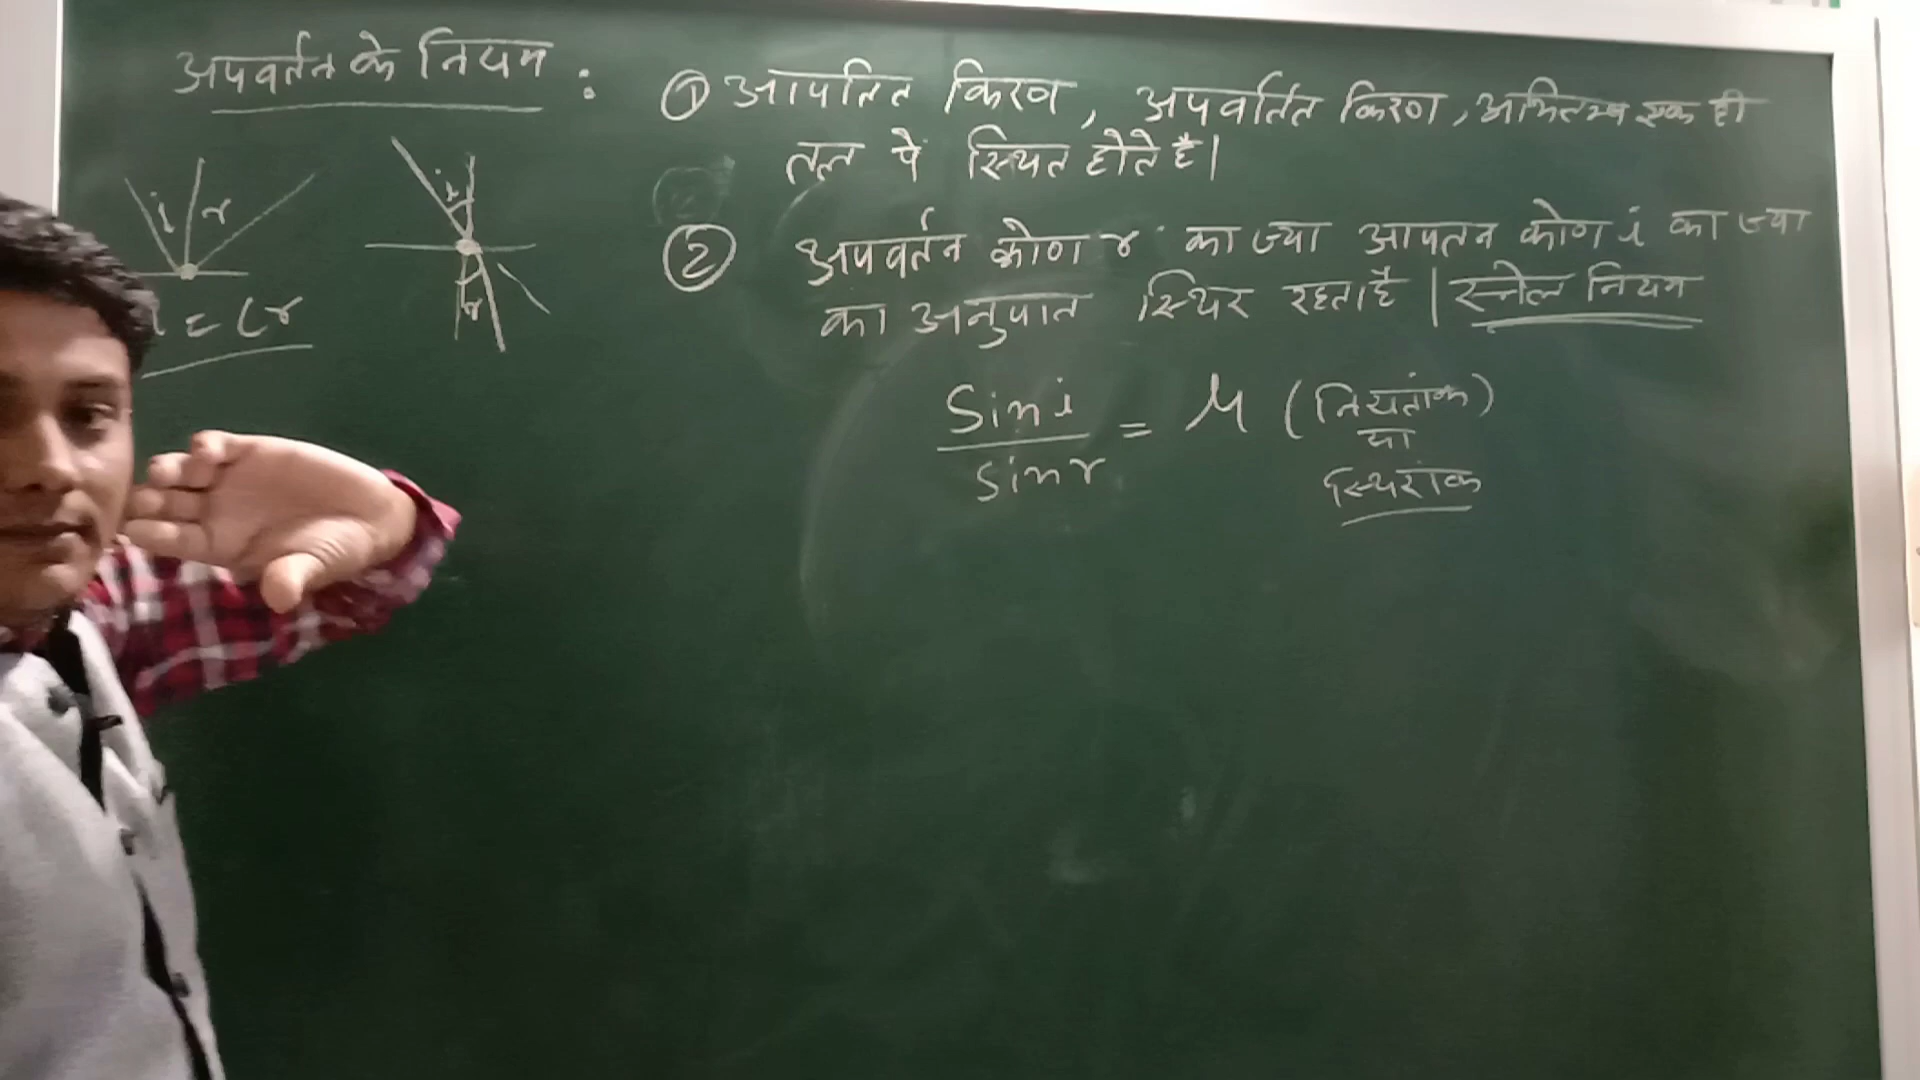 अपवर्तन के नियम :
① आपतित किरण, अपवर्तित किरण, अभिलम्ब एक ही
तल पे स्थित होते है।
② अपवर्तन कोण r का ज्या आपतन कोण i का ज्या
का अनुपात स्थिर रहता है | स्नेल नियम
i r
= Lr
i
r
Sin i
sin r
= M (नियतांक)
या
स्थिरांक